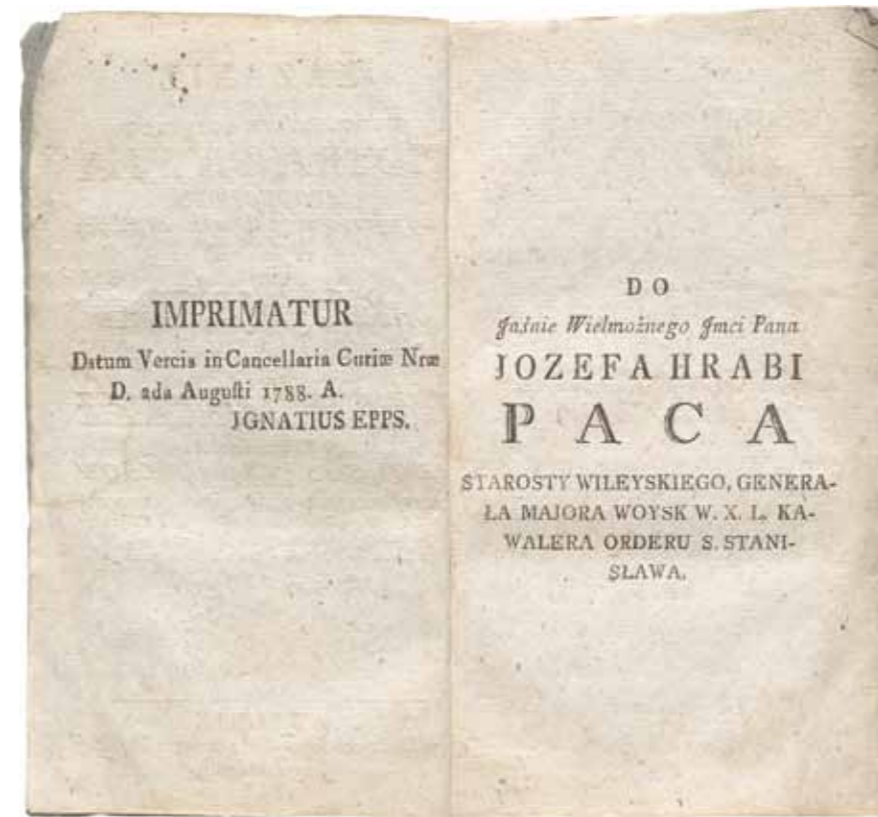 IMPRIMATUR
Datum Vercis in Cancellaria Curiæ Nræ
D. 2da Auguſti 1788. A.
JGNATIUS EPPS.
DO
Jaśnie Wielmożnego Jmci Pana
JOZEFA HRABI
PACA
STAROSTY WILEYSKIEGO, GENERA-
ŁA MAJORA WOYSK W. X. L. KA-
WALERA ORDERU S. STANI-
SŁAWA.